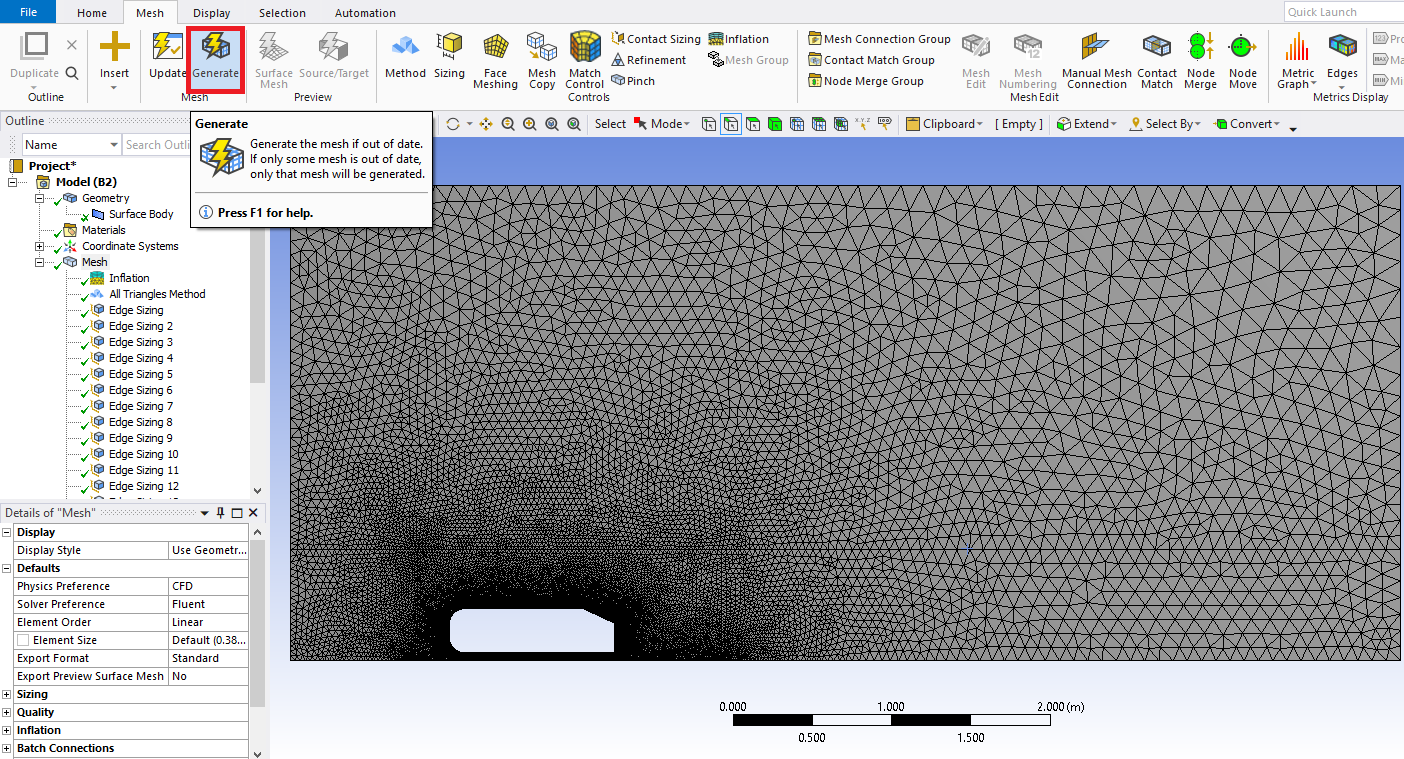 File Home Mesh Display Selection Automation Quick Launch
Duplicate
Outline
Insert
Update Generate
Mesh
Surface Mesh Source/Target
Preview
Method Sizing Face Meshing Mesh Copy Match Control
Contact Sizing
Refinement
Pinch
Inflation
Mesh Group
Controls
Mesh Connection Group
Contact Match Group
Node Merge Group
Mesh Edit Mesh Numbering Manual Mesh Connection Contact Match Node Merge Node Move
Mesh Edit
Metric Graph Edges
Metrics Display
Outline
Name Search Outli
Select Mode Clipboard [ Empty ] Extend Select By Convert
Generate
Generate the mesh if out of date.
If only some mesh is out of date,
only that mesh will be generated.
Press F1 for help.
Project*
Model (B2)
Geometry
Surface Body
Materials
Coordinate Systems
Mesh
Inflation
All Triangles Method
Edge Sizing
Edge Sizing 2
Edge Sizing 3
Edge Sizing 4
Edge Sizing 5
Edge Sizing 6
Edge Sizing 7
Edge Sizing 8
Edge Sizing 9
Edge Sizing 10
Edge Sizing 11
Edge Sizing 12
Details of "Mesh"
Display
Display Style Use Geometr...
Defaults
Physics Preference CFD
Solver Preference Fluent
Element Order Linear
Element Size Default (0.38...
Export Format Standard
Export Preview Surface Mesh No
Sizing
Quality
Inflation
Batch Connections
0.000 1.000 2.000 (m)
0.500 1.500